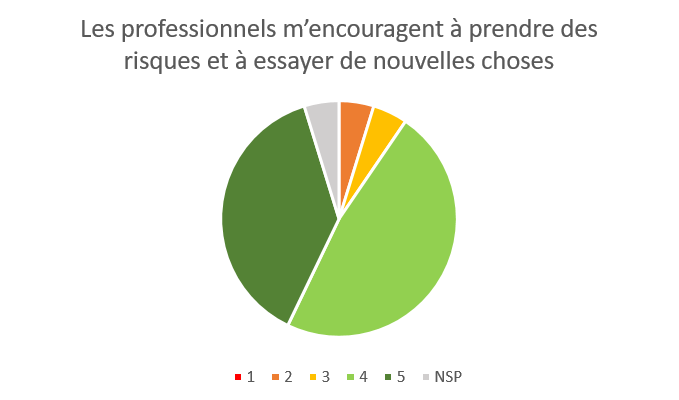 Les professionnels m’encouragent à prendre des
risques et à essayer de nouvelles choses
1 2 3 4 5 NSP